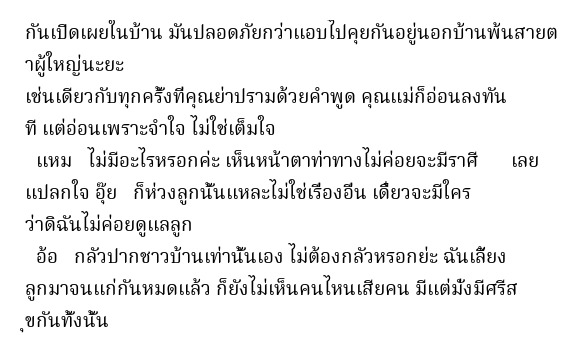 กันเปิดเผยในบ้าน มันปลอดภัยกว่าแอบไปคุยกันอยู่นอกบ้านพ้นสายต
าผู้ใหญ่นะยะ
เช่นเดียวกับทุกครั้งที่คุณย่าปรามด้วยคำพูด คุณแม่ก็อ่อนลงทัน
ที แต่อ่อนเพราะจำใจ ไม่ใช่เต็มใจ
แหม ไม่มีอะไรหรอกค่ะ เห็นหน้าตาท่าทางไม่ค่อยจะมีราศี เลย
แปลกใจ อุ๊ย ก็ห่วงลูกนั้นแหละไม่ใช่เรื่องอื่น เดี๋ยวจะมีใคร
ว่าดิฉันไม่ค่อยดูแลลูก
อ้อ กลัวปากชาวบ้านเท่านั้นเอง ไม่ต้องกลัวหรอกย่ะ ฉันเลี้ยง
ลูกมาจนแก่กันหมดแล้ว ก็ยังไม่เห็นคนไหนเสียคน มีแต่มั่งมีศรีส
ุขกันทั้งนั้น